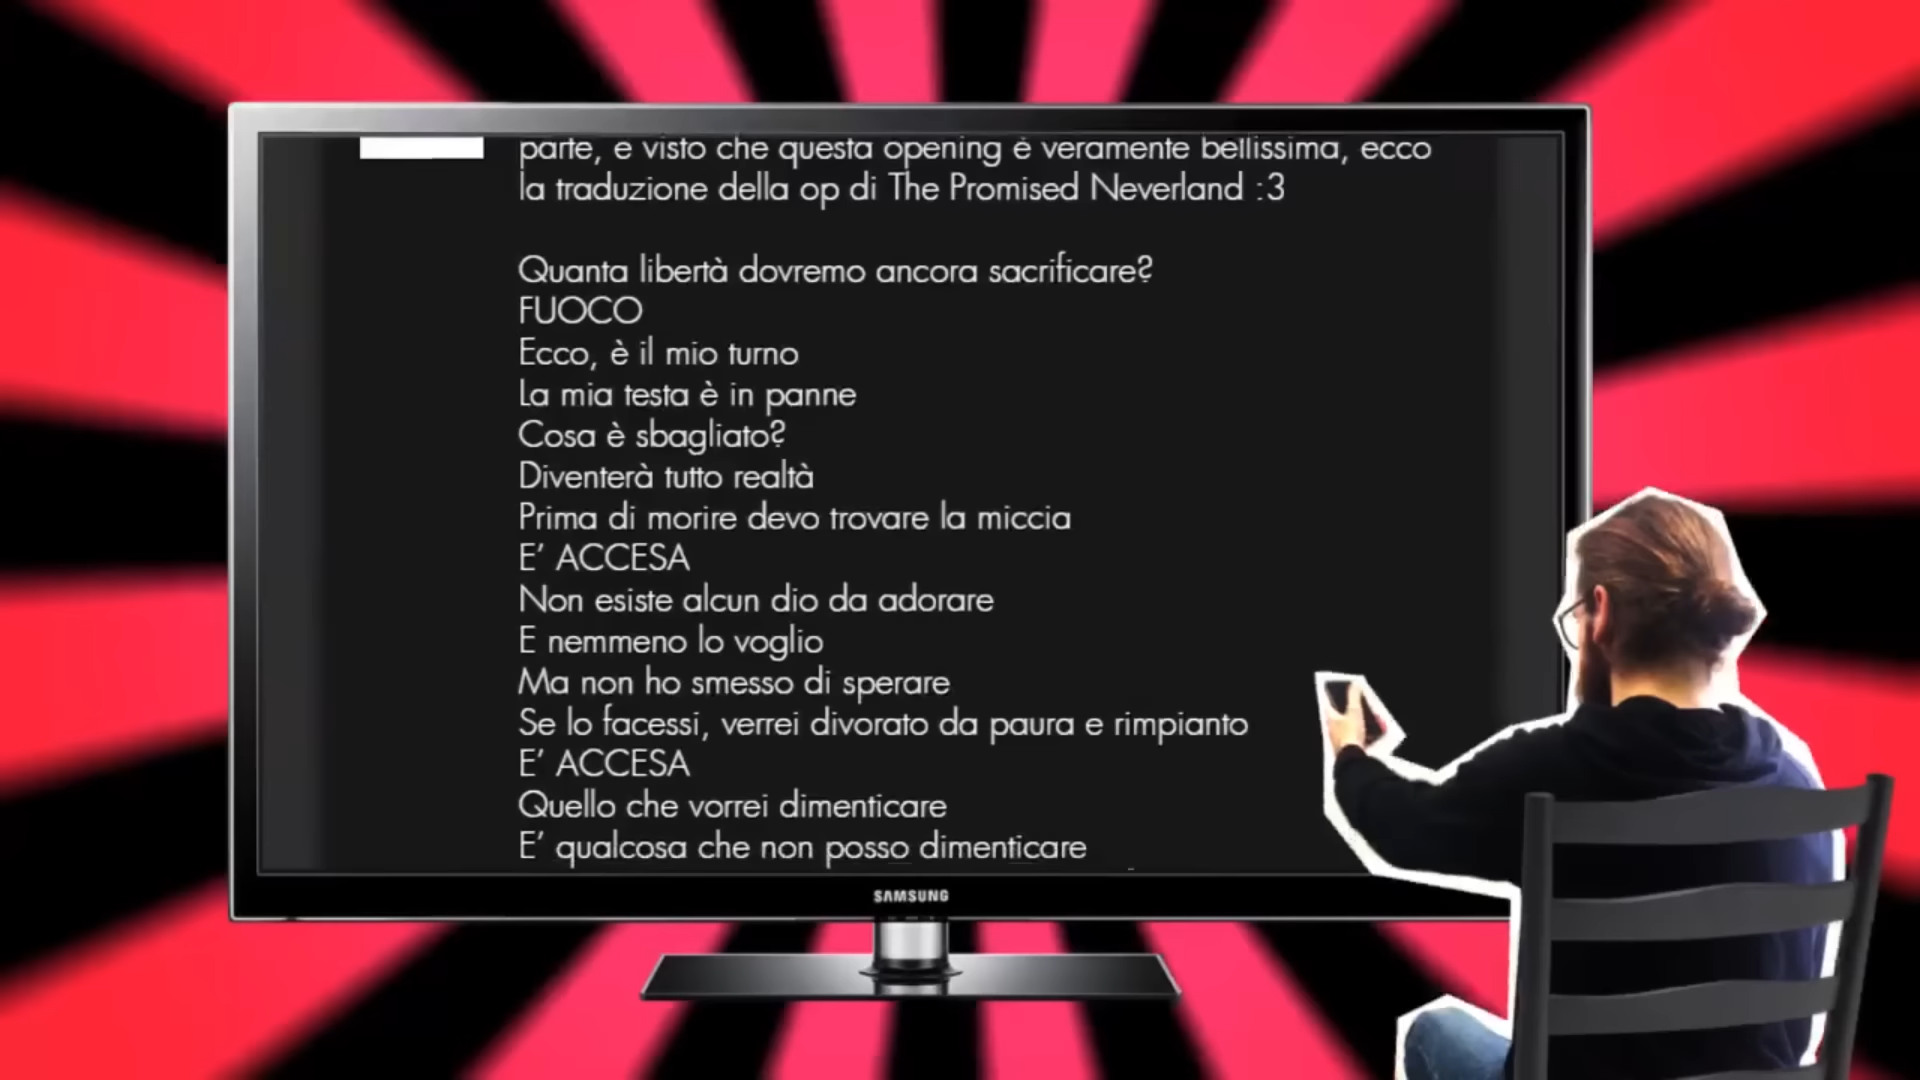 parte, e visto che questa opening è veramente bellissima, ecco
la traduzione della op di The Promised Neverland :3
Quanta libertà dovremo ancora sacrificare?
FUOCO
Ecco, è il mio turno
La mia testa è in panne
Cosa è sbagliato?
Diventerà tutto realtà
Prima di morire devo trovare la miccia
E’ ACCESA
Non esiste alcun dio da adorare
E nemmeno lo voglio
Ma non ho smesso di sperare
Se lo facessi, verrei divorato da paura e rimpianto
E’ ACCESA
Quello che vorrei dimenticare
E’ qualcosa che non posso dimenticare
SAMSUNG